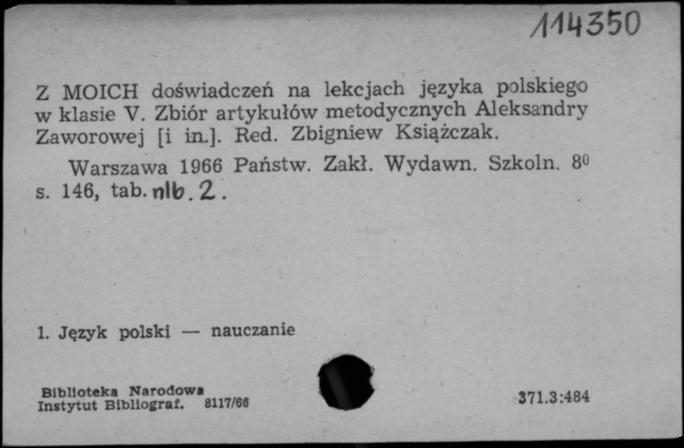 114350
Z MOICH doświadczeń na lekcjach języka polskiego
w klasie V. Zbiór artykułów metodycznych Aleksandry
Zaworowej [i in.]. Red. Zbigniew Książczak.
Warszawa 1966 Państw. Zakł. Wydawn. Szkoln. 8⁰
s. 146, tab. nlb. 2.
1. Język polski — nauczanie
Biblioteka Narodowa
Instytut Bibliograf. 8117/66
371.3:484